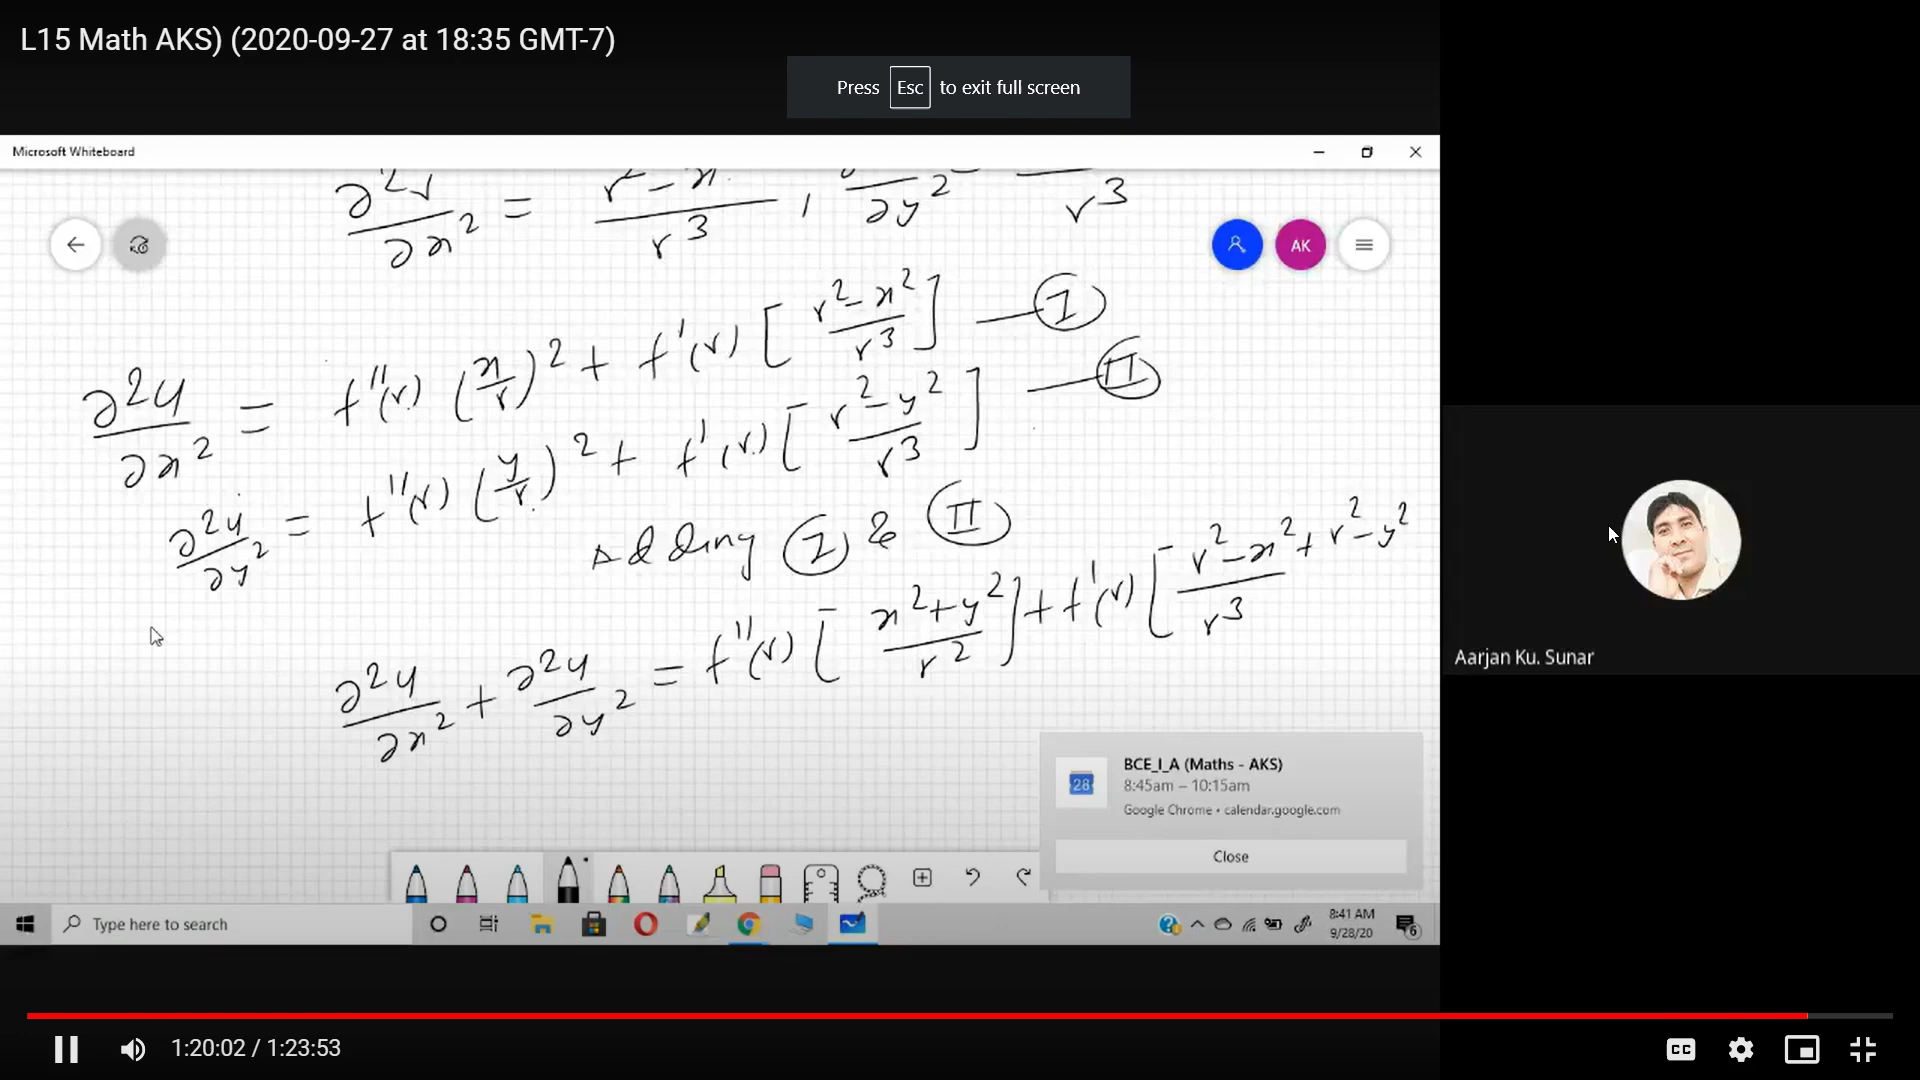 L15 Math AKS) (2020-09-27 at 18:35 GMT-7)
Press Esc to exit full screen
Microsoft Whiteboard
∂²r/∂x² = (r² - x²)/r³ , /∂y² = /r³
AK
∂²u/∂x² = f''(r) (x/r)² + f'(r) [(r² - x²)/r³] — Ⓘ
∂²u/∂y² = f''(r) (y/r)² + f'(r) [(r² - y²)/r³] — ⓘⓘ
Adding Ⓘ & ⓘⓘ
∂²u/∂x² + ∂²u/∂y² = f''(r) [(x² + y²)/r²] + f'(r) [(r² - x² + r² - y²)/r³
Aarjan Ku. Sunar
28
BCE_I_A (Maths - AKS)
8:45am – 10:15am
Google Chrome • calendar.google.com
Close
Type here to search
8:41 AM
9/28/20
6
1:20:02 / 1:23:53
CC